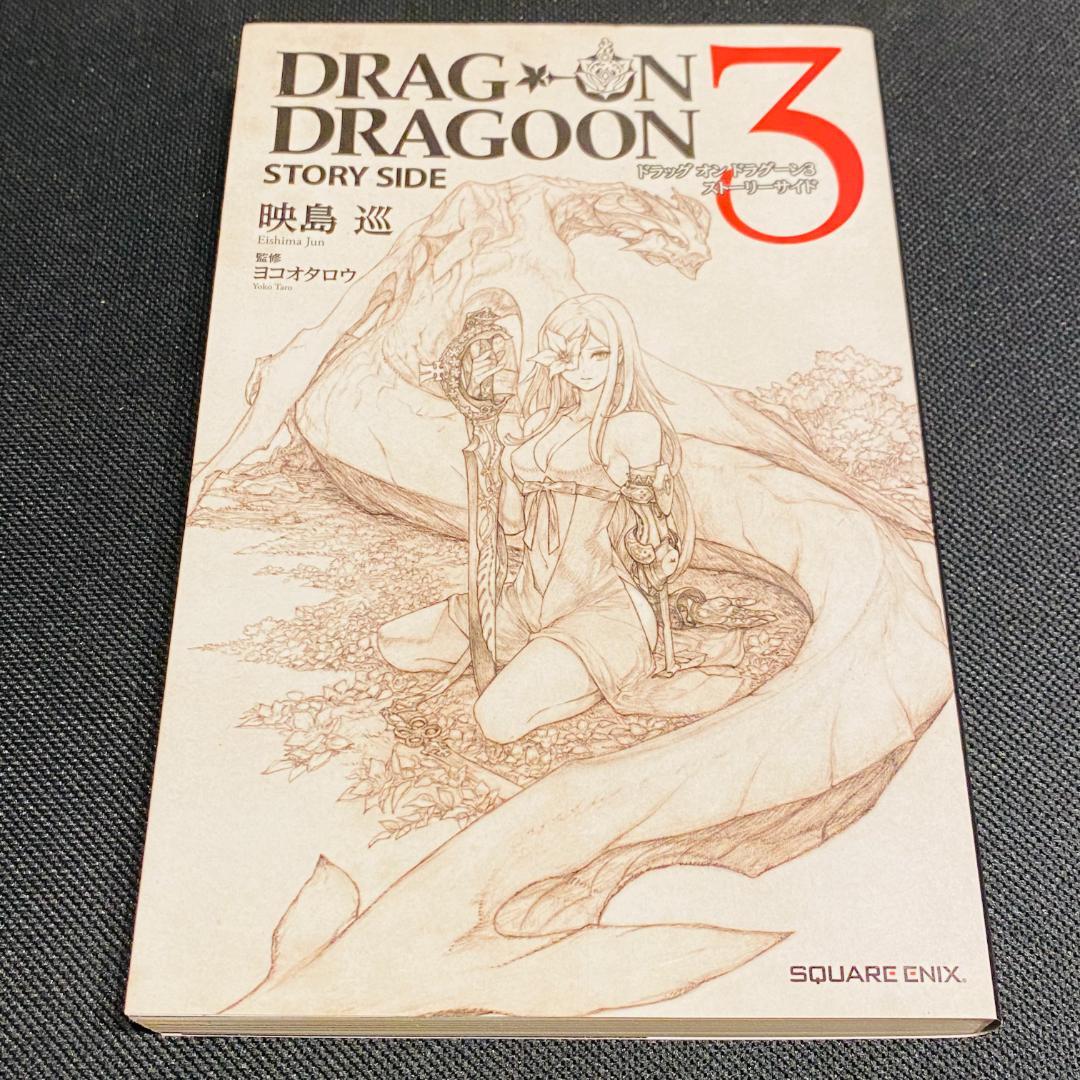 DRAG-ON
DRAGOON 3
STORY SIDE
ドラッグ オン ドラグーン3
ストーリーサイド
映島 巡
Eishima Jun
監修
ヨコオタロウ
Yoko Taro
SQUARE ENIX.